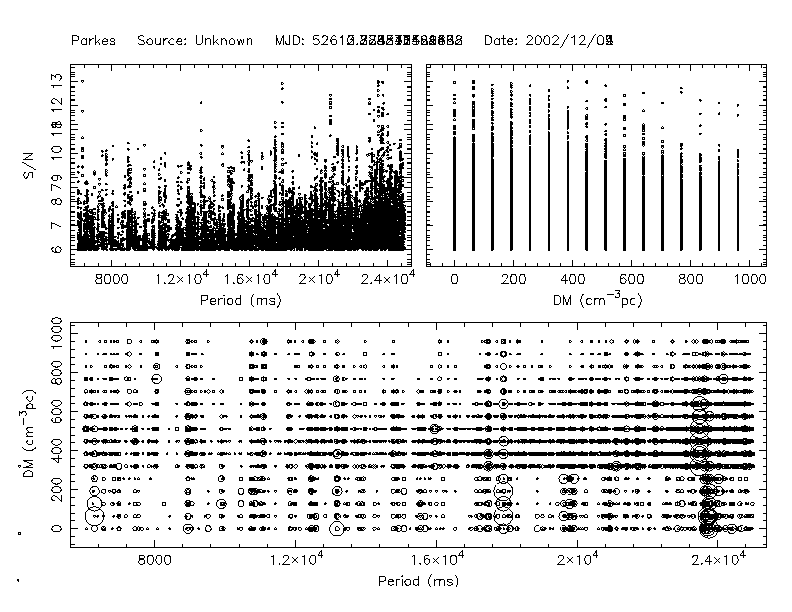 Parkes Source: Unknown MJD: Date: 2002/12/
S/N
6 7 8 9 10 12 13
8000 1.2×10⁴ 1.6×10⁴ 2×10⁴ 2.4×10⁴
Period (ms)
0 200 400 600 800 1000
DM (cm⁻³pc)
DM (cm⁻³pc)
0 200 400 600 800 1000
8000 1.2×10⁴ 1.6×10⁴ 2×10⁴ 2.4×10⁴
Period (ms)